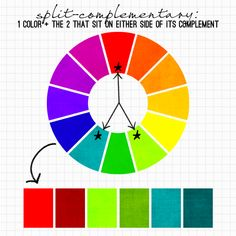 split-complementary:
1 COLOR + THE 2 THAT SIT ON EITHER SIDE OF ITS COMPLEMENT